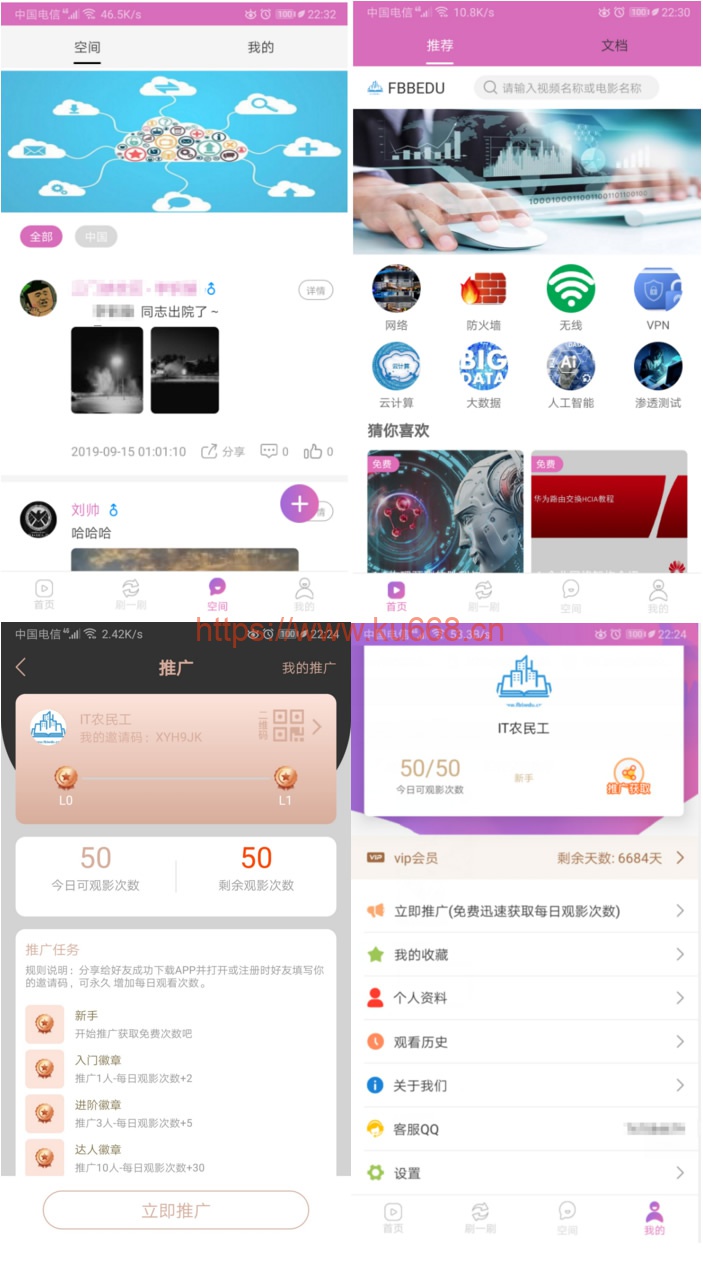 中国电信 46.5K/s 100 22:32
空间 我的
全部 中国
详情
同志出院了~
2019-09-15 01:01:10 分享 0 0
刘帅
哈哈哈
首页 刷一刷 空间 我的
中国电信 10.8K/s 100 22:30
推荐 文档
FBBEDU 请输入视频名称或电影名称
10001000110011101101100100
网络 防火墙 无线 VPN
云计算
BIG DATA
Ai
云计算 大数据 人工智能 渗透测试
猜你喜欢
免费 免费
华为路由交换HCIA教程
首页 刷一刷 空间 我的
https://www.ku668.cn
中国电信 2.42K/s 100 22:24
推广 我的推广
IT农民工
我的邀请码：XYH9JK
二维码
L0 L1
50 50
今日可观影次数 剩余观影次数
推广任务
规则说明：分享给好友成功下载APP并打开或注册时好友填写你
的邀请码，可永久 增加每日观看次数。
新手
开始推广获取免费次数吧
入门徽章
推广1人-每日观影次数+2
进阶徽章
推广3人-每日观影次数+5
达人徽章
推广10人-每日观影次数+30
立即推广
中国电信 100 22:24
IT农民工
50/50
今日可观影次数 新手 推广获取
VIP vip会员 剩余天数: 6684天
立即推广(免费迅速获取每日观影次数)
我的收藏
个人资料
观看历史
关于我们
客服QQ
设置
首页 刷一刷 空间 我的